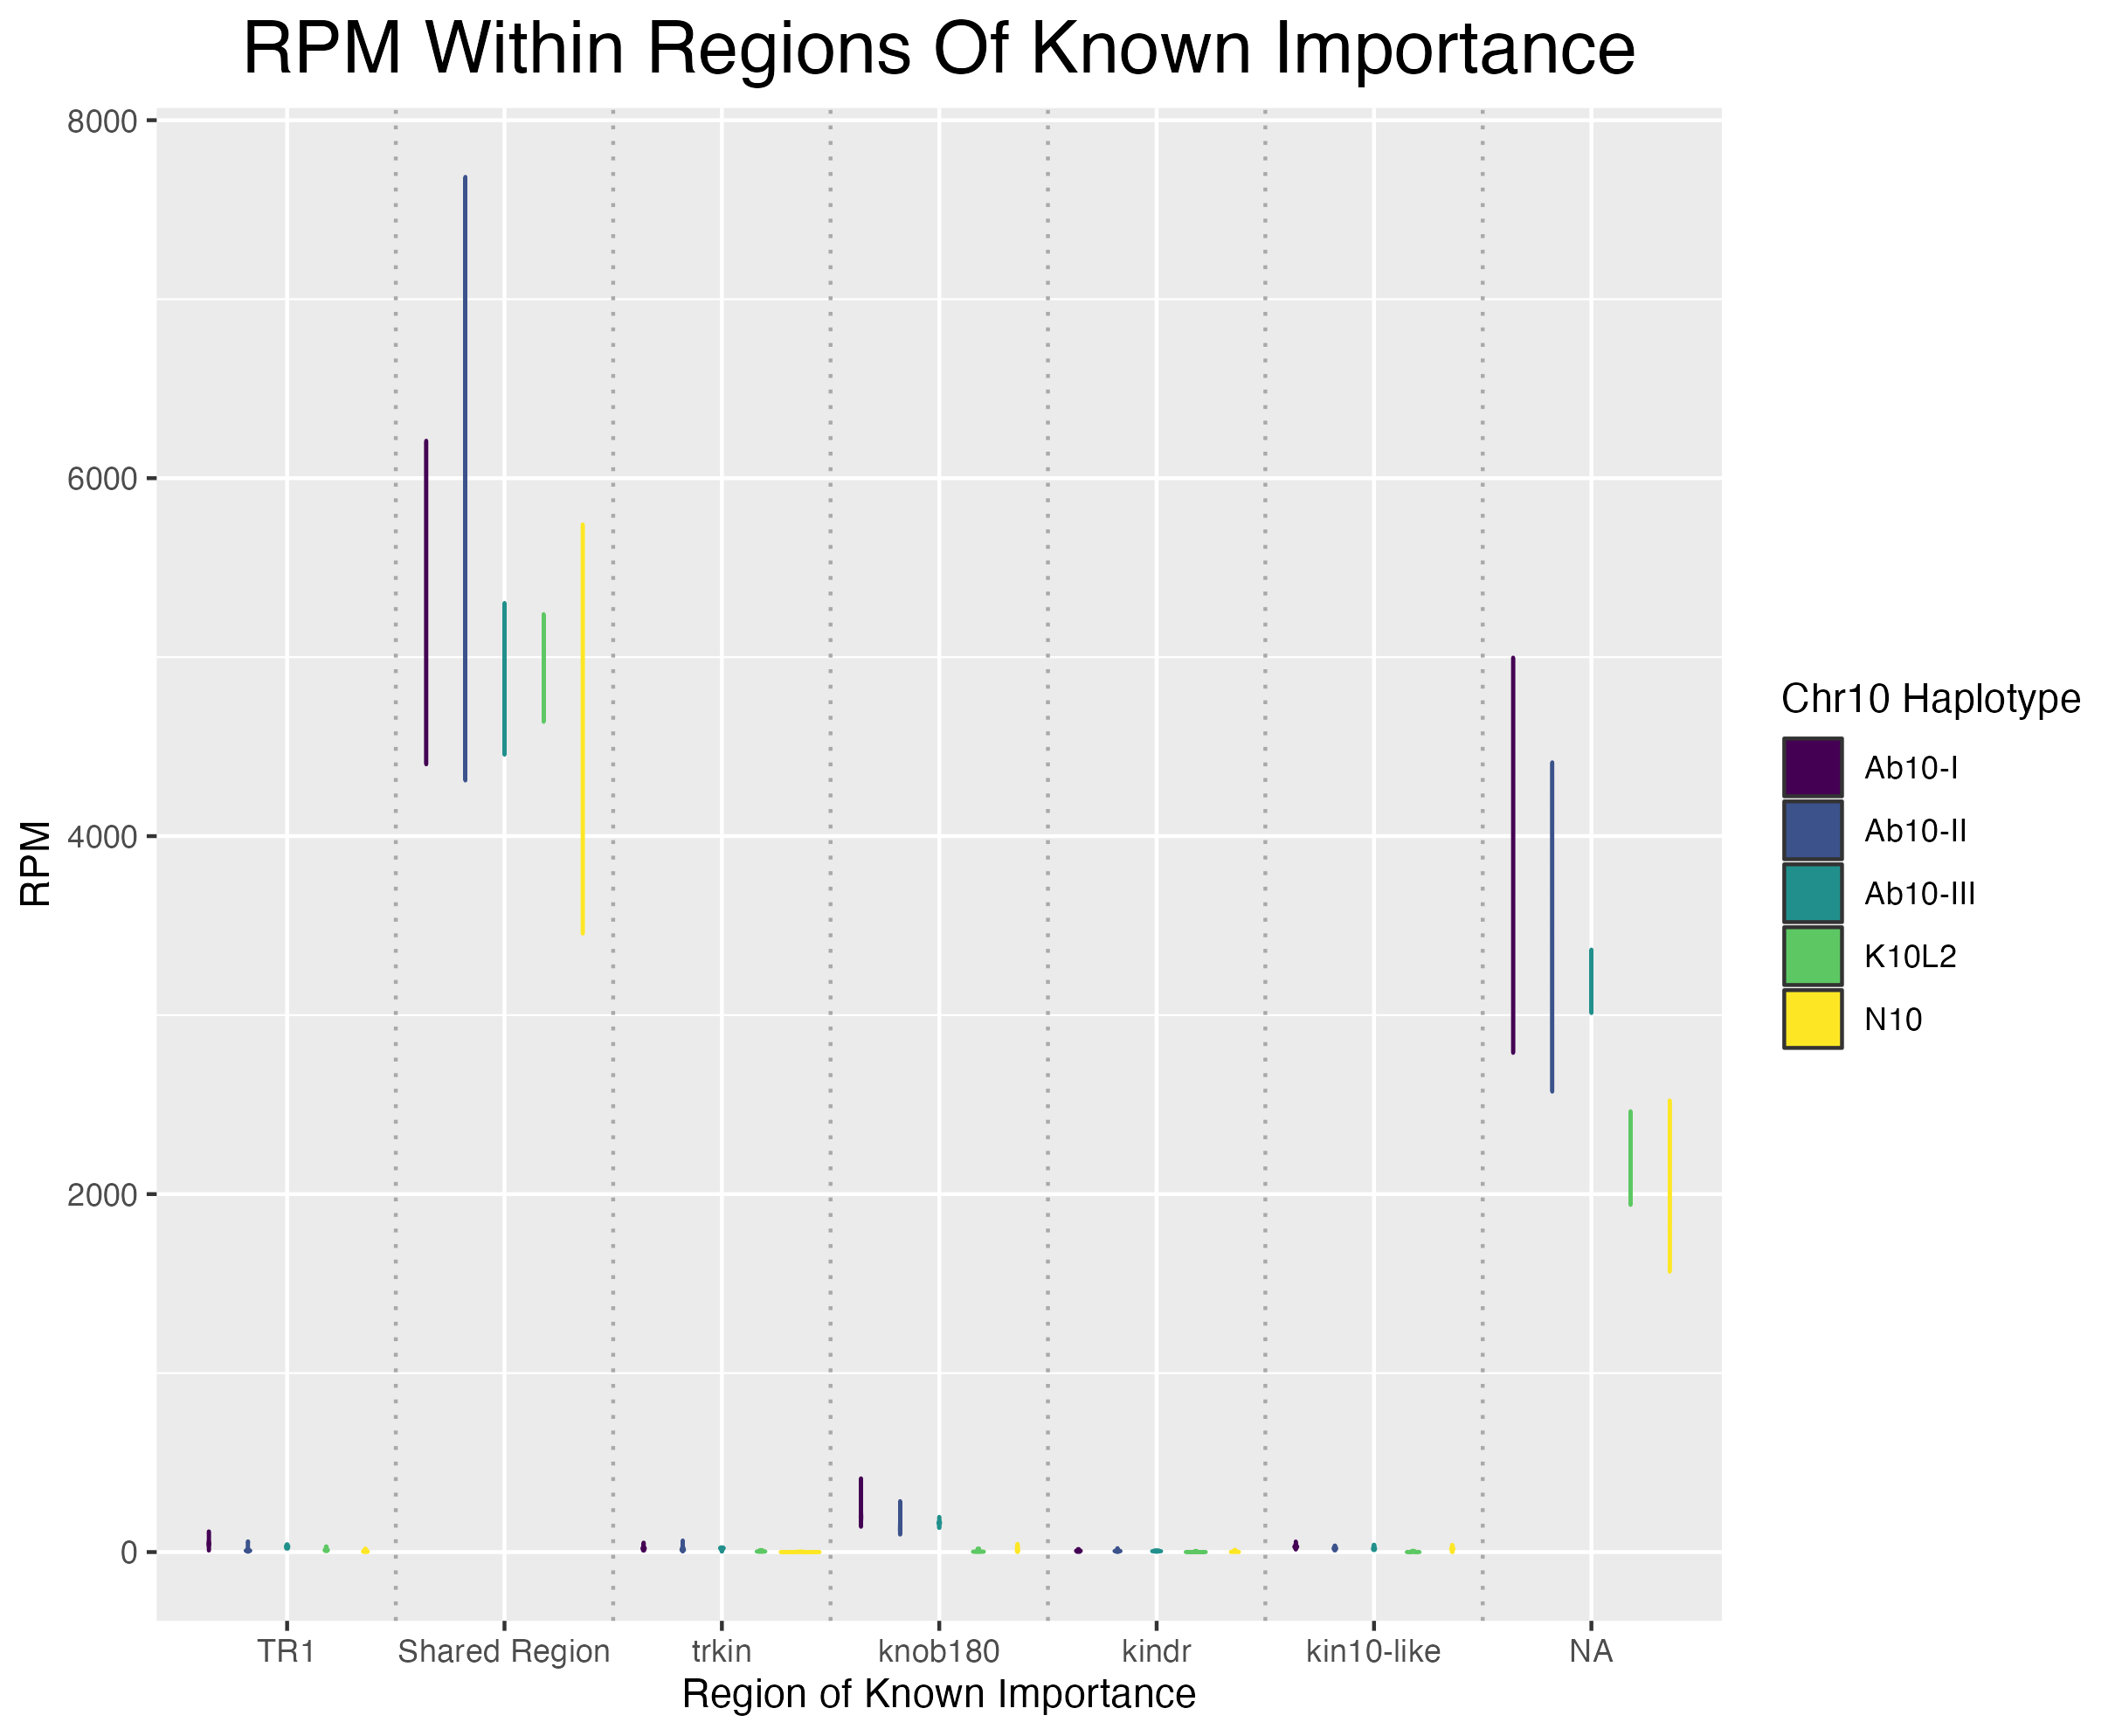 RPM Within Regions Of Known Importance
8000
6000
4000
2000
0
RPM
TR1
Shared Region
trkin
knob180
kindr
kin10-like
NA
Region of Known Importance
Chr10 Haplotype
Ab10-I
Ab10-II
Ab10-III
K10L2
N10